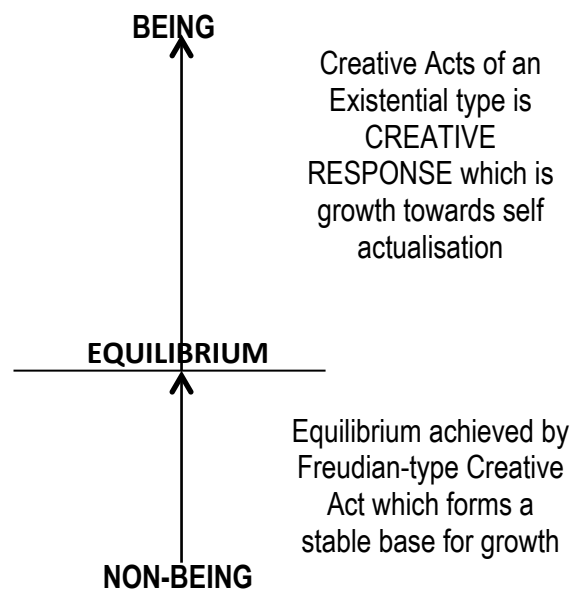 BEING
Creative Acts of an
Existential type is
CREATIVE
RESPONSE which is
growth towards self
actualisation
EQUILIBRIUM
Equilibrium achieved by
Freudian-type Creative
Act which forms a
stable base for growth
NON-BEING